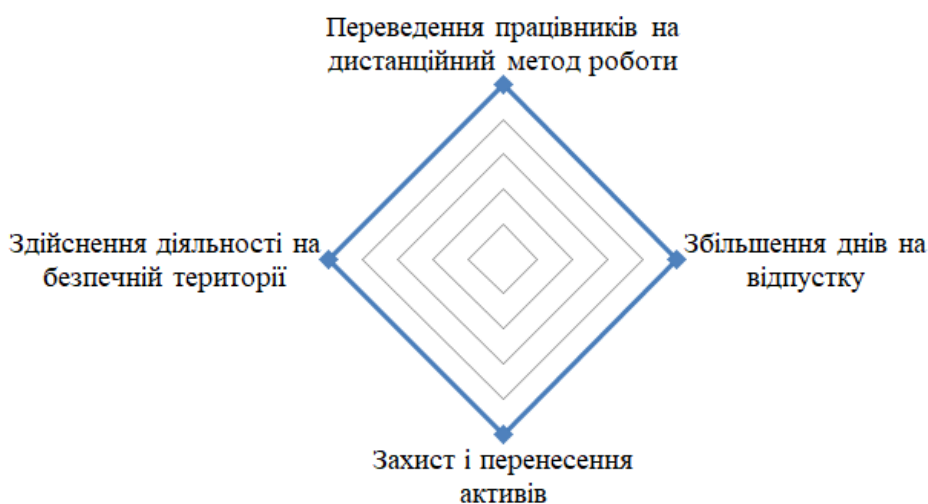 Переведення працівників на
дистанційний метод роботи
Здійснення діяльності на
безпечній території
Збільшення днів на
відпустку
Захист і перенесення
активів